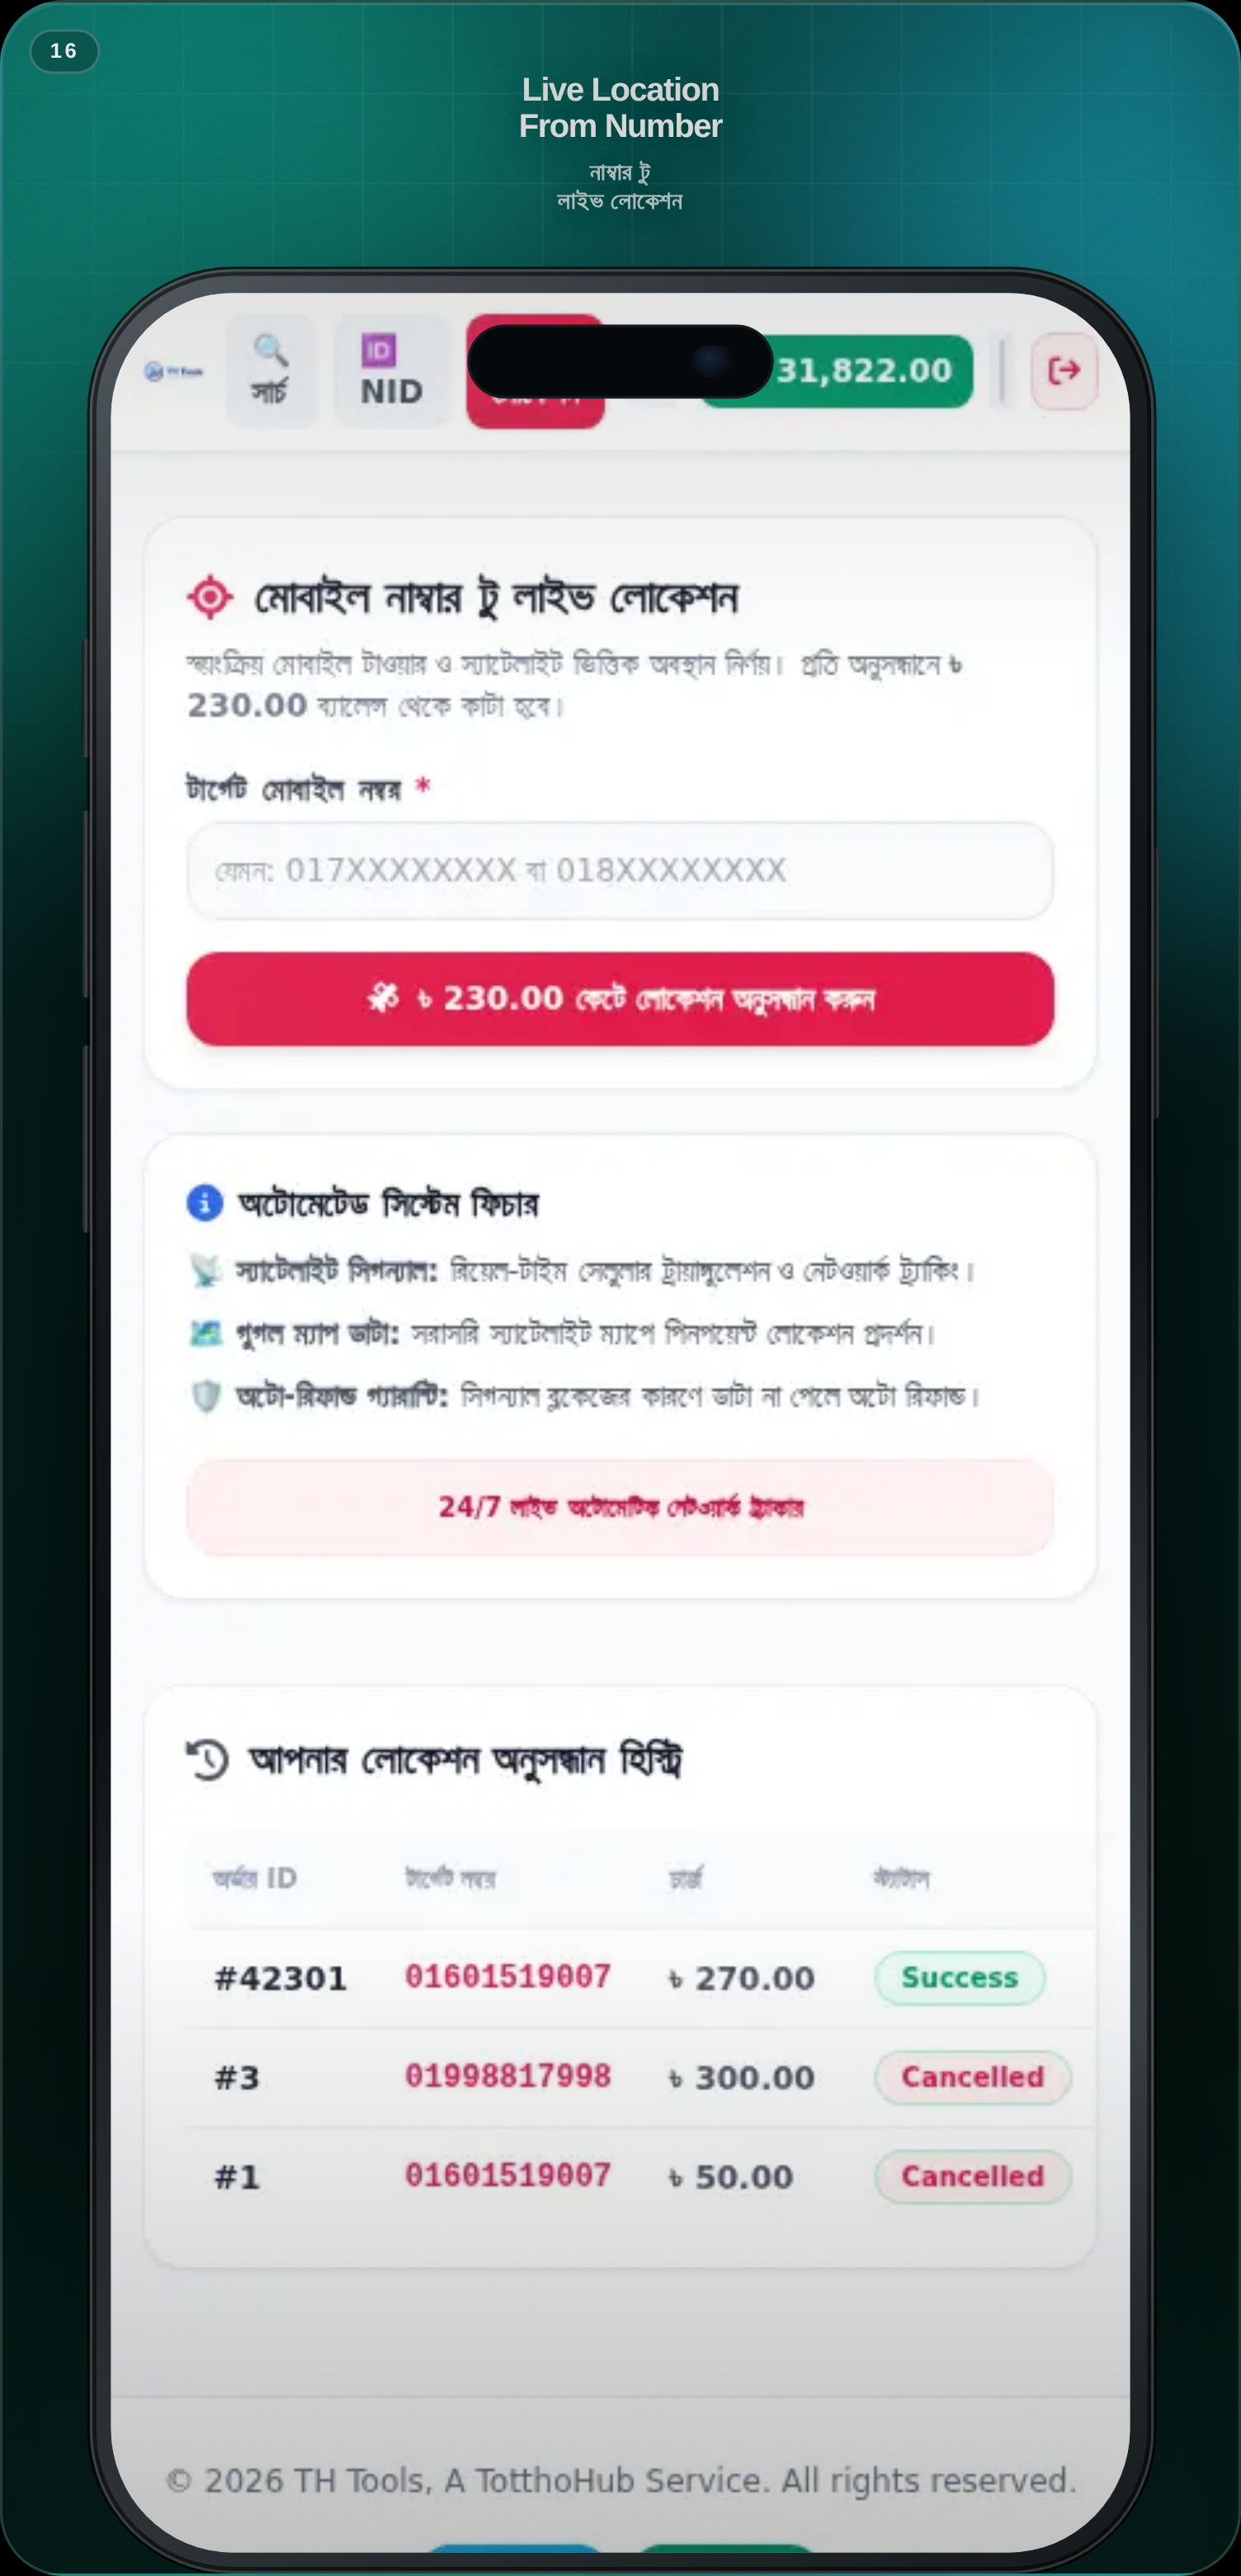 16
Live Location
From Number
নাম্বার টু
লাইভ লোকেশন
সার্চ
NID
31,822.00
মোবাইল নাম্বার টু লাইভ লোকেশন
স্বয়ংক্রিয় মোবাইল টাওয়ার ও স্যাটেলাইট ভিত্তিক অবস্থান নির্ণয়। প্রতি অনুসন্ধানে ৳
230.00 ব্যালেন্স থেকে কাটা হবে।
টার্গেট মোবাইল নম্বর *
যেমন: 017XXXXXXXX বা 018XXXXXXXX
৳ 230.00 কেটে লোকেশন অনুসন্ধান করুন
অটোমেটেড সিস্টেম ফিচার
স্যাটেলাইট সিগন্যাল: রিয়েল-টাইম সেলুলার ট্রায়াঙ্গুলেশন ও নেটওয়ার্ক ট্র্যাকিং।
গুগল ম্যাপ ডাটা: সরাসরি স্যাটেলাইট ম্যাপে পিনপয়েন্ট লোকেশন প্রদর্শন।
অটো-রিফান্ড গ্যারান্টি: সিগন্যাল ব্লকেজের কারণে ডাটা না পেলে অটো রিফান্ড।
24/7 লাইভ অটোমেটিক নেটওয়ার্ক ট্র্যাকার
আপনার লোকেশন অনুসন্ধান হিস্ট্রি
অর্ডার ID টার্গেট নম্বর চার্জ স্ট্যাটাস
#42301 01601519007 ৳ 270.00 Success
#3 01998817998 ৳ 300.00 Cancelled
#1 01601519007 ৳ 50.00 Cancelled
© 2026 TH Tools, A TotthoHub Service. All rights reserved.